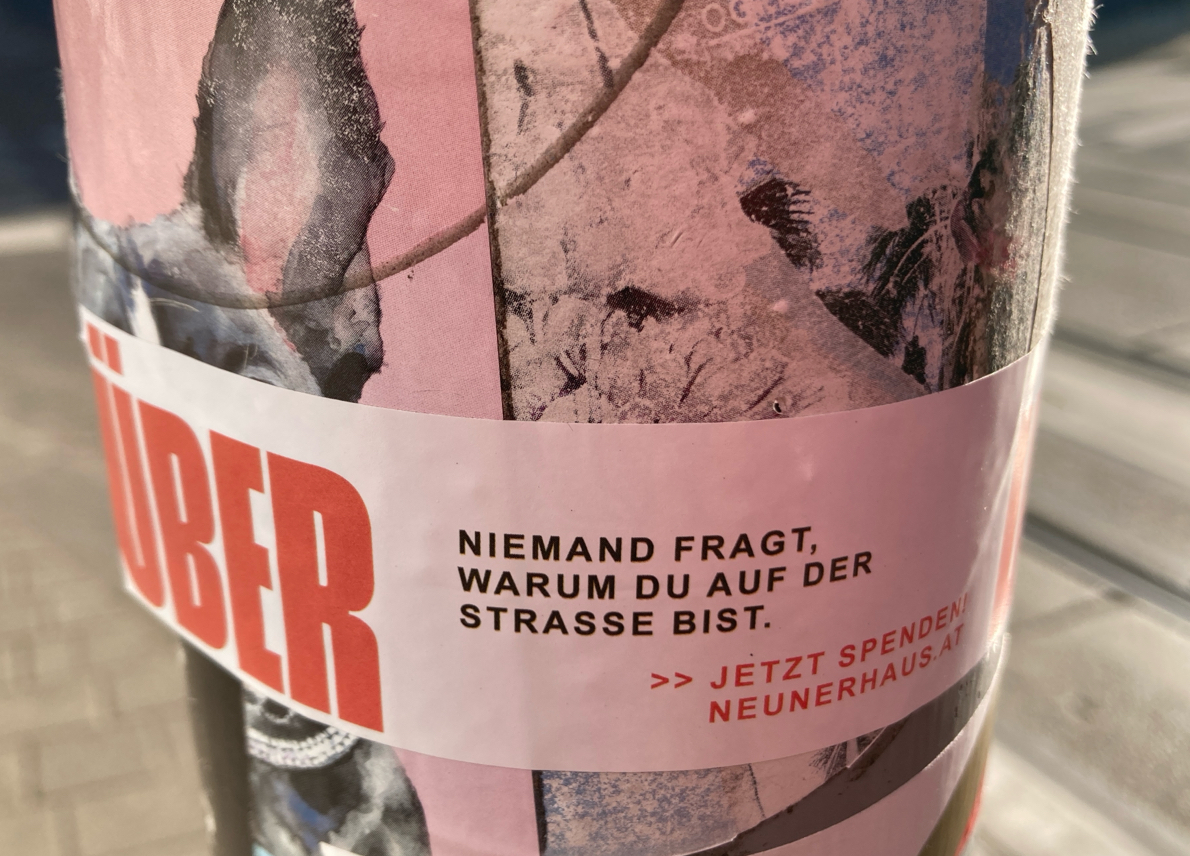 ÜBER
NIEMAND FRAGT,
WARUM DU AUF DER
STRASSE BIST.
>> JETZT SPENDEN!
NEUNERHAUS.AT